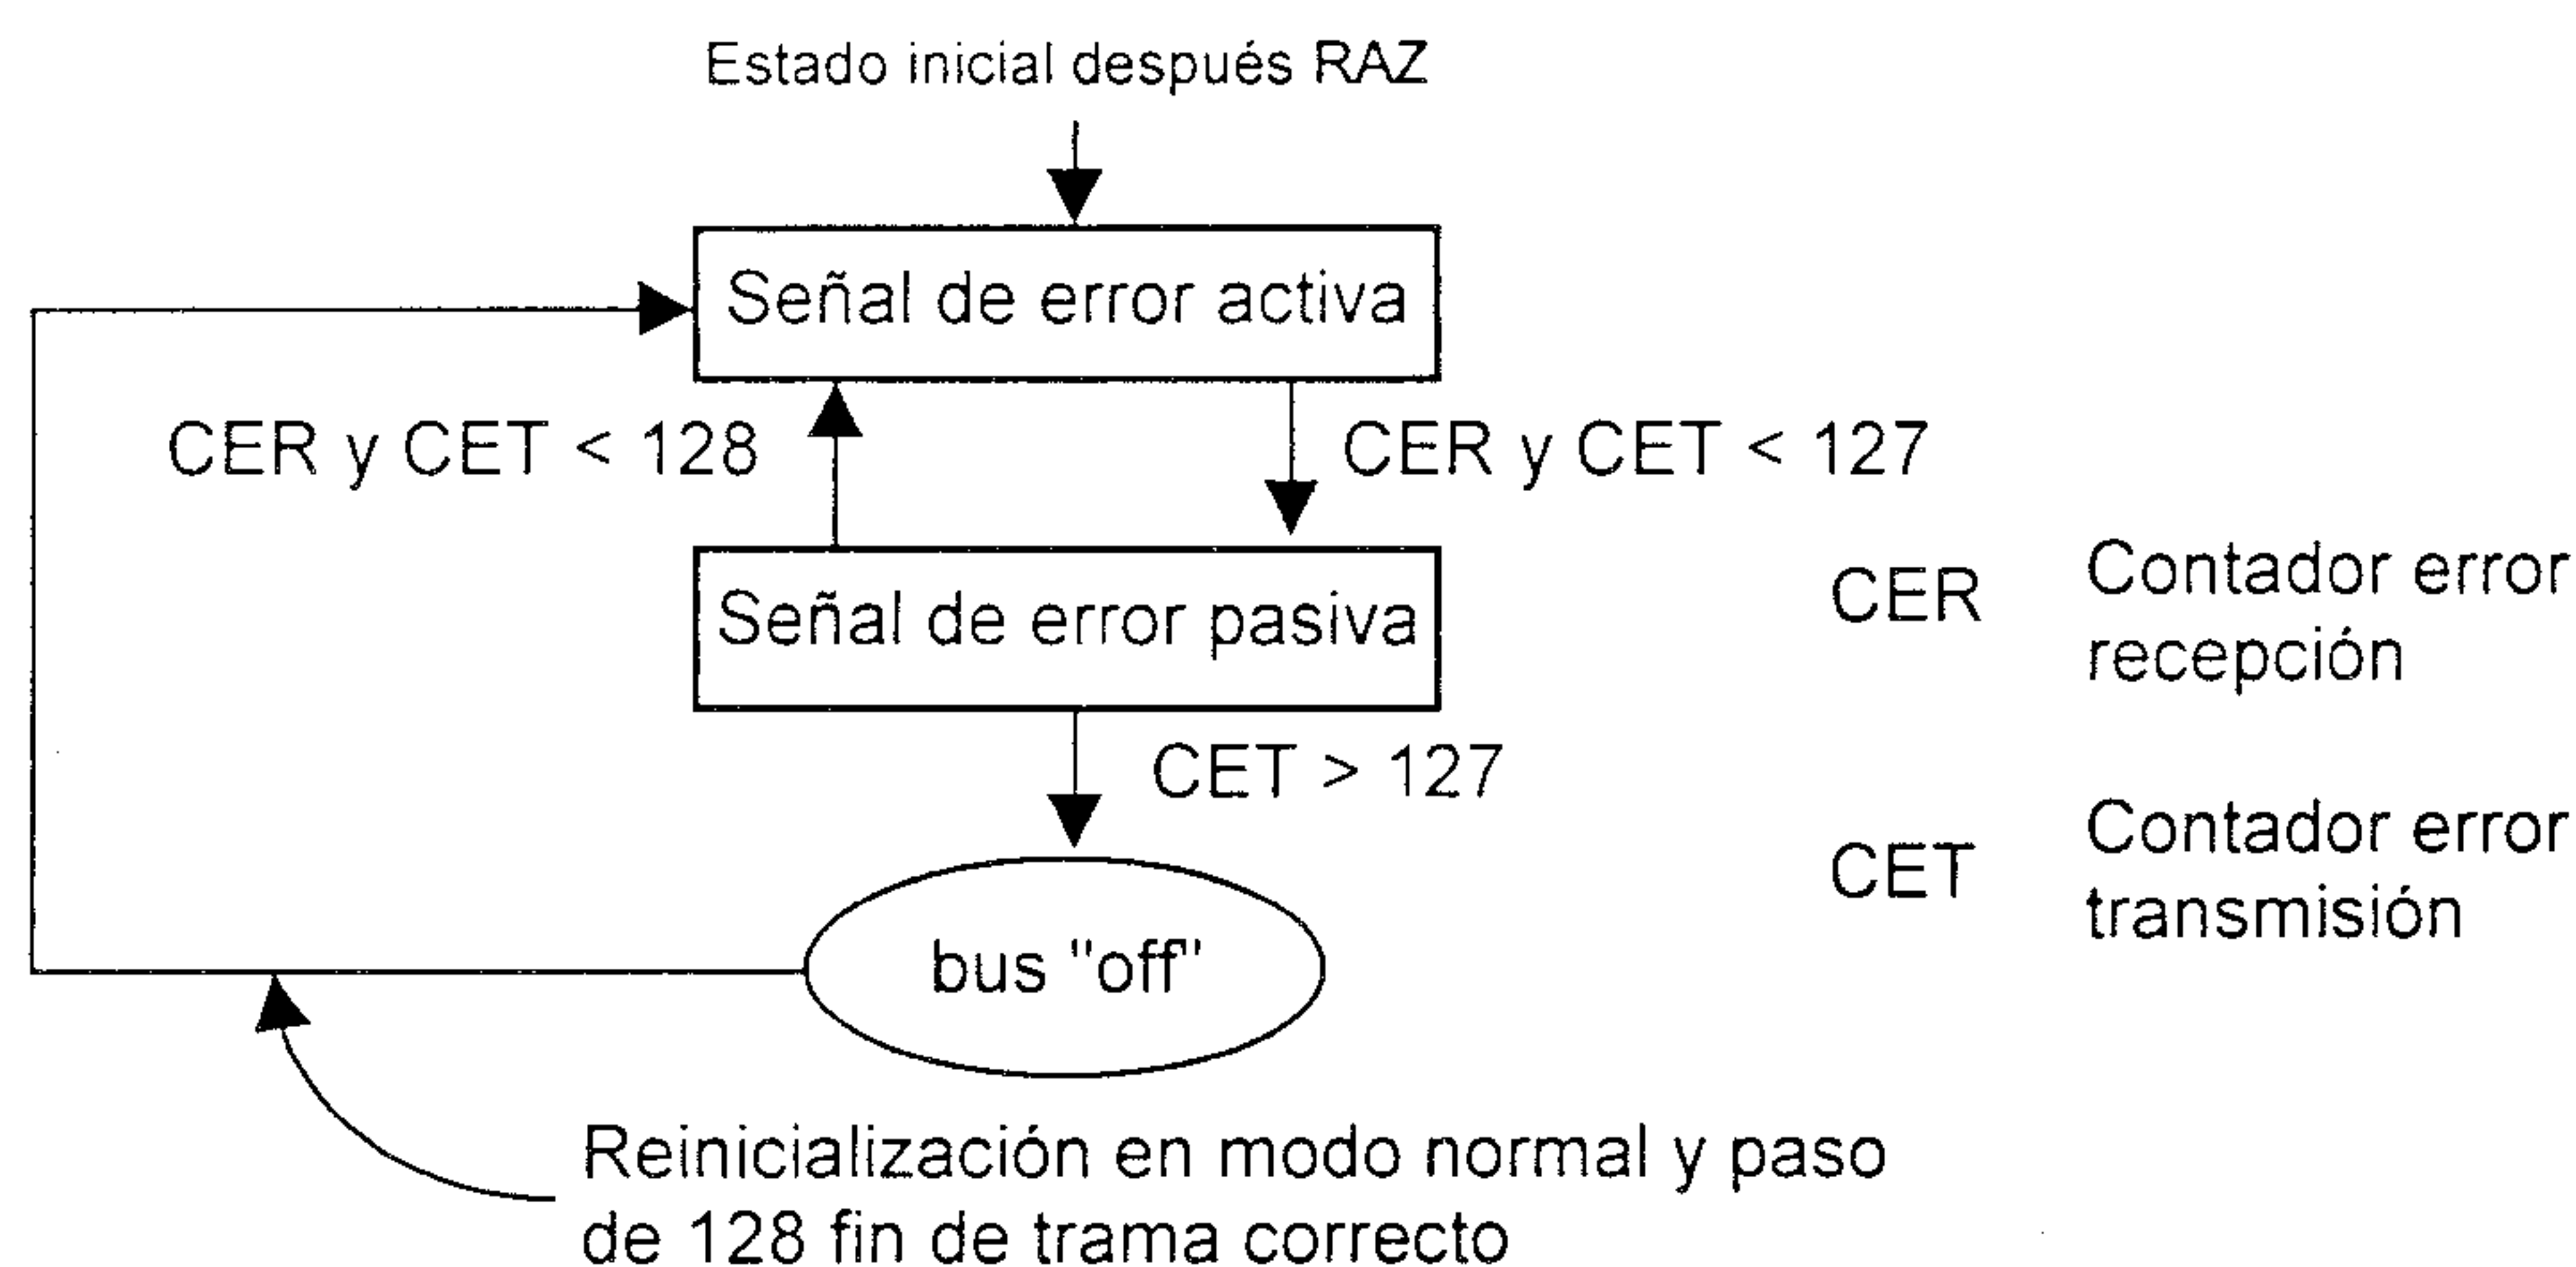 Estado inicial después RAZ
Señal de error activa
CER y CET < 128
CER y CET < 127
Señal de error pasiva
CER
Contador error
recepción
CET > 127
CET
Contador error
transmisión
bus "off"
Reinicialización en modo normal y paso
de 128 fin de trama correcto